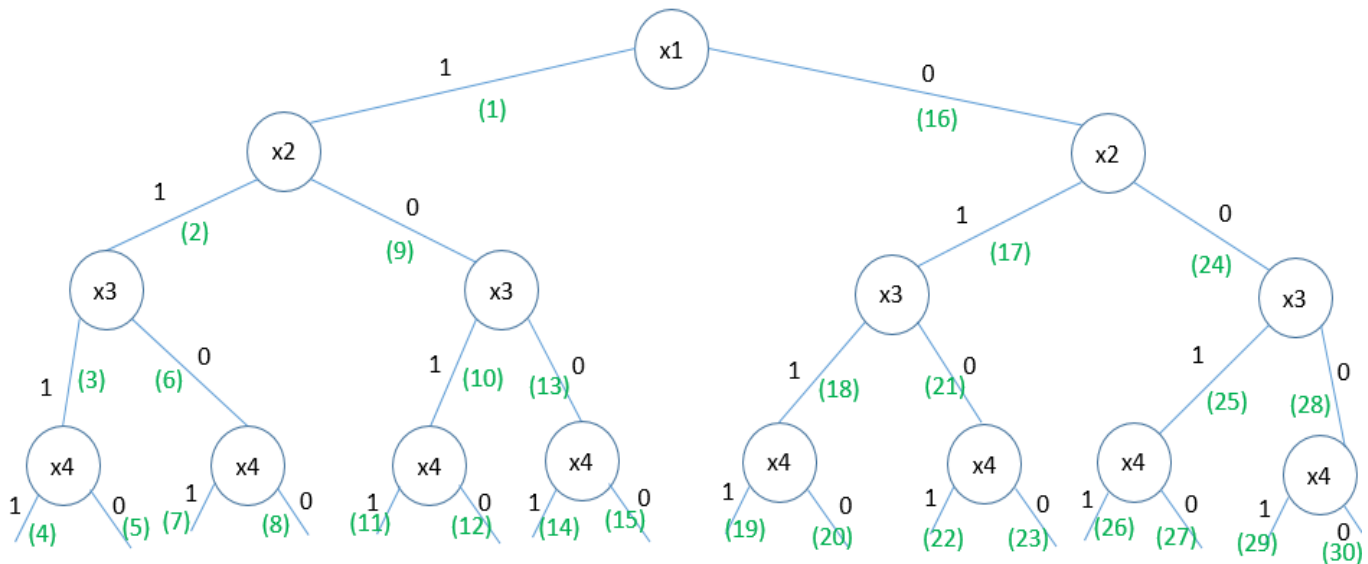 x1
1 0
(1) (16)
x2 x2
1 0 1 0
(2) (9) (17) (24)
x3 x3 x3 x3
1 0 1 0 1 0 1 0
(3) (6) (10) (13) (18) (21) (25) (28)
x4 x4 x4 x4 x4 x4 x4 x4
1 0 1 0 1 0 1 0 1 0 1 0 1 0 1 0
(4) (5) (7) (8) (11) (12) (14) (15) (19) (20) (22) (23) (26) (27) (29) (30)